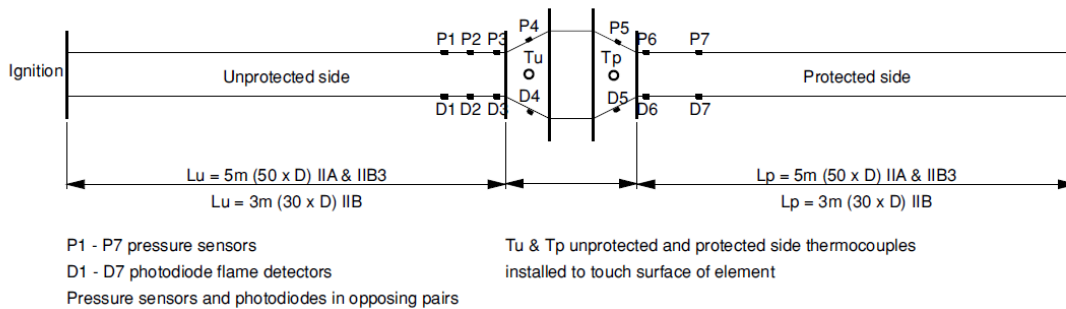 P4
P5
P1 P2 P3
P6 P7
Tu
Tp
Ignition
Unprotected side
Protected side
D4
D5
D1 D2 D3
D6 D7
Lu = 5m (50 x D) IIA & IIB3
Lp = 5m (50 x D) IIA & IIB3
Lu = 3m (30 x D) IIB
Lp = 3m (30 x D) IIB
P1 - P7 pressure sensors
D1 - D7 photodiode flame detectors
Pressure sensors and photodiodes in opposing pairs
Tu & Tp unprotected and protected side thermocouples
installed to touch surface of element